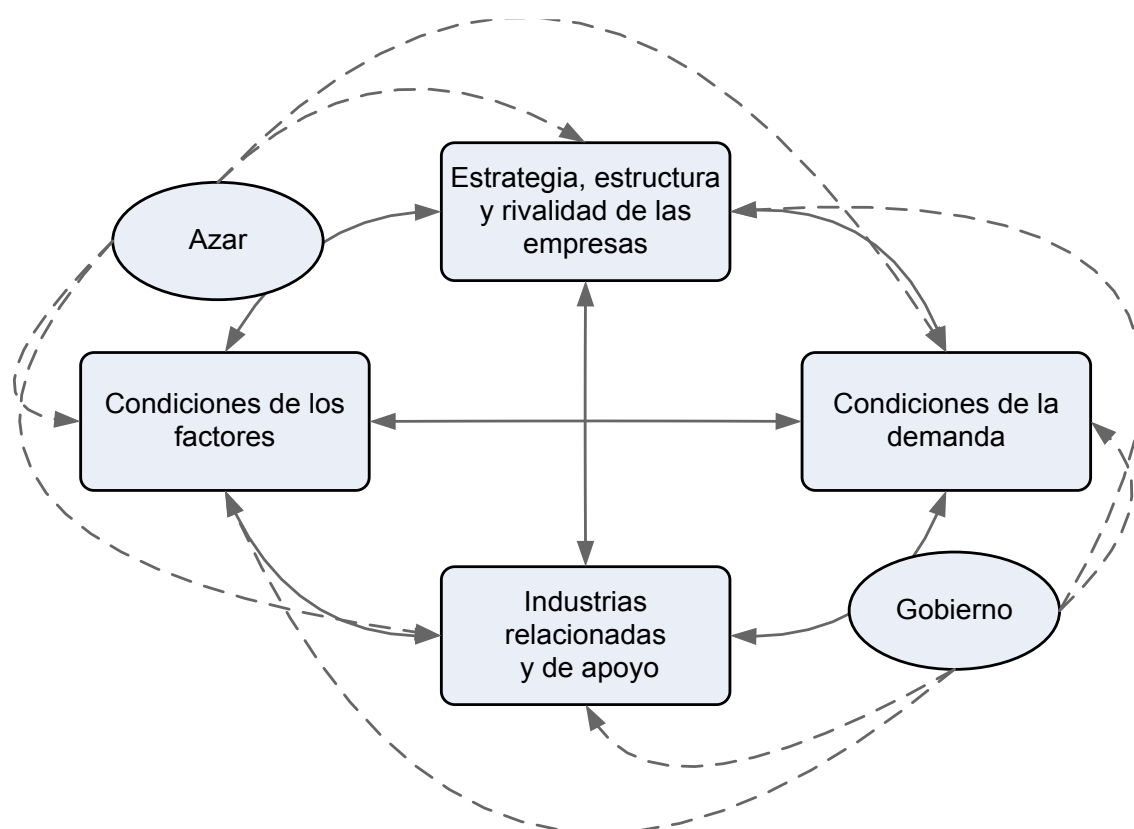 Estrategia, estructura
y rivalidad de las
empresas
Azar
Condiciones de los
factores
Condiciones de la
demanda
Industrias
relacionadas
y de apoyo
Gobierno